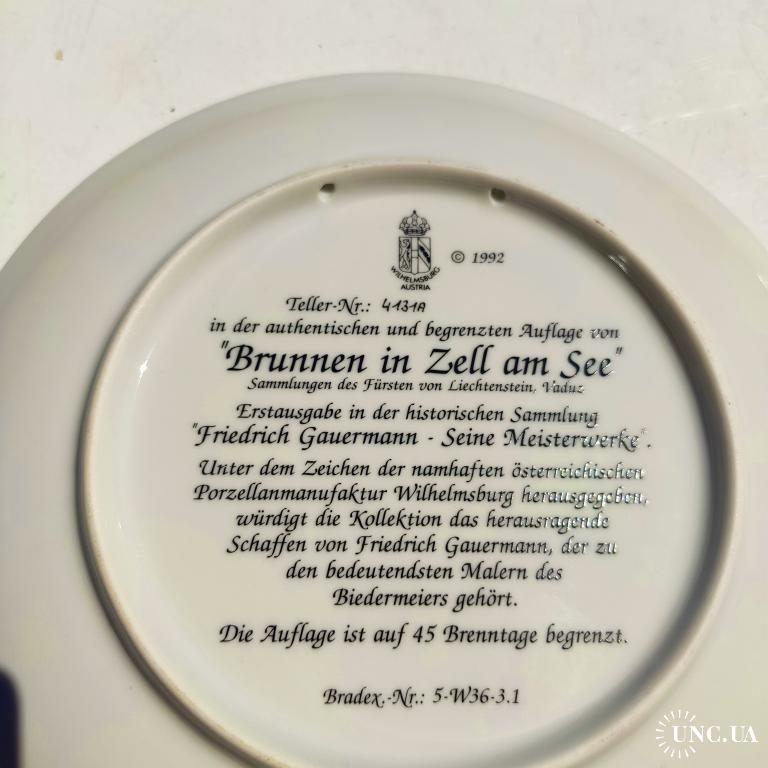 WILHELMSBURG
AUSTRIA
© 1992
Teller-Nr.: 4131A
in der authentischen und begrenzten Auflage von
"Brunnen in Zell am See"
Sammlungen des Fürsten von Liechtenstein, Vaduz
Erstausgabe in der historischen Sammlung
"Friedrich Gauermann - Seine Meisterwerke".
Unter dem Zeichen der namhaften österreichischen
Porzellanmanufaktur Wilhelmsburg herausgegeben,
würdigt die Kollektion das herausragende
Schaffen von Friedrich Gauermann, der zu
den bedeutendsten Malern des
Biedermeiers gehört.
Die Auflage ist auf 45 Brenntage begrenzt.
Bradex.-Nr.: 5-W36-3.1
UNC.UA